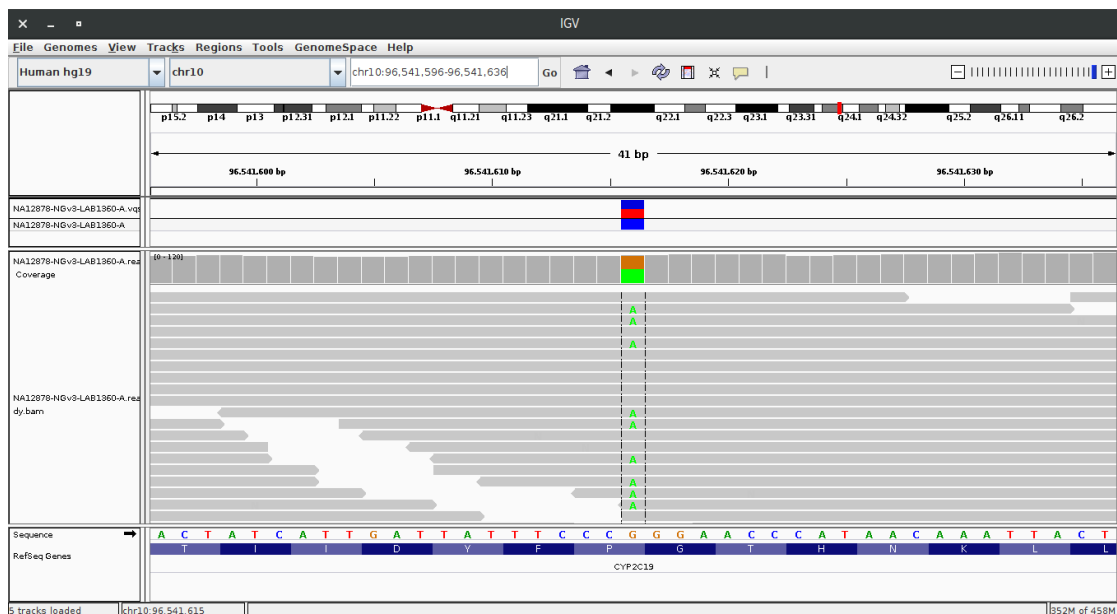 IGV
File Genomes View Tracks Regions Tools GenomeSpace Help
Human hg19 chr10 chr10:96,541,596-96,541,636 Go
p15.2 p14 p13 p12.31 p12.1 p11.22 p11.1 q11.21 q11.23 q21.1 q21.2 q22.1 q22.3 q23.1 q23.31 q24.1 q24.32 q25.2 q26.11 q26.2
41 bp
96,541,600 bp 96,541,610 bp 96,541,620 bp 96,541,630 bp
NA12878-NGv3-LAB1360-A.vqs
NA12878-NGv3-LAB1360-A
NA12878-NGv3-LAB1360-A.rea
Coverage
[0 - 120]
A
A
A
NA12878-NGv3-LAB1360-A.rea
dy.bam
A
A
A
A
A
A
Sequence A C T A T C A T T G A T T A T T T C C C G G G A A C C C A T A A C A A A T T A C T
RefSeq Genes T I I D Y F P G T H N K L L
CYP2C19
5 tracks loaded chr10:96,541,615 352M of 458M